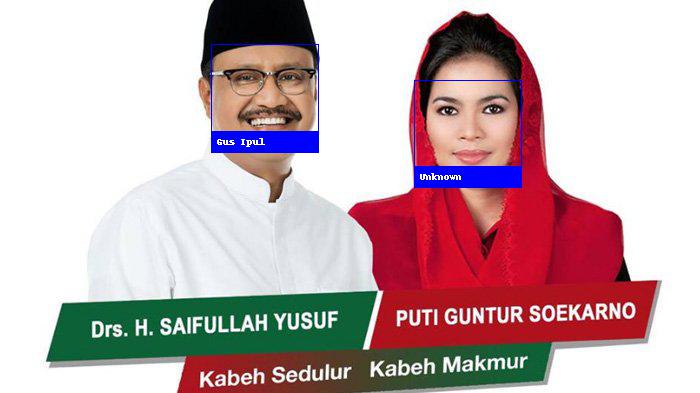 Gus Ipul
Unknown
Drs. H. SAIFULLAH YUSUF
PUTI GUNTUR SOEKARNO
Kabeh Sedulur Kabeh Makmur